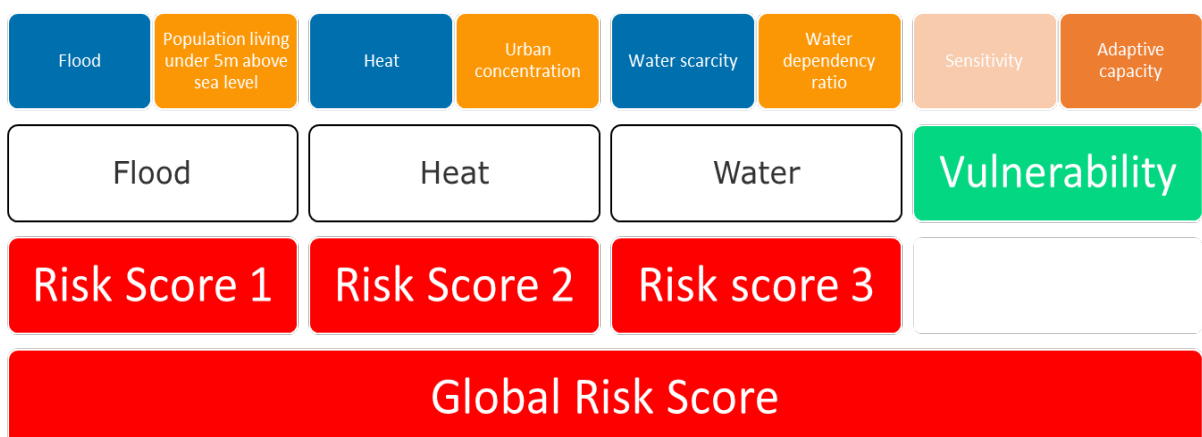 Flood
Population living
under 5m above
sea level
Heat
Urban
concentration
Water scarcity
Water
dependency
ratio
Sensitivity
Adaptive
capacity
Flood
Heat
Water
Vulnerability
Risk Score 1
Risk Score 2
Risk score 3
Global Risk Score